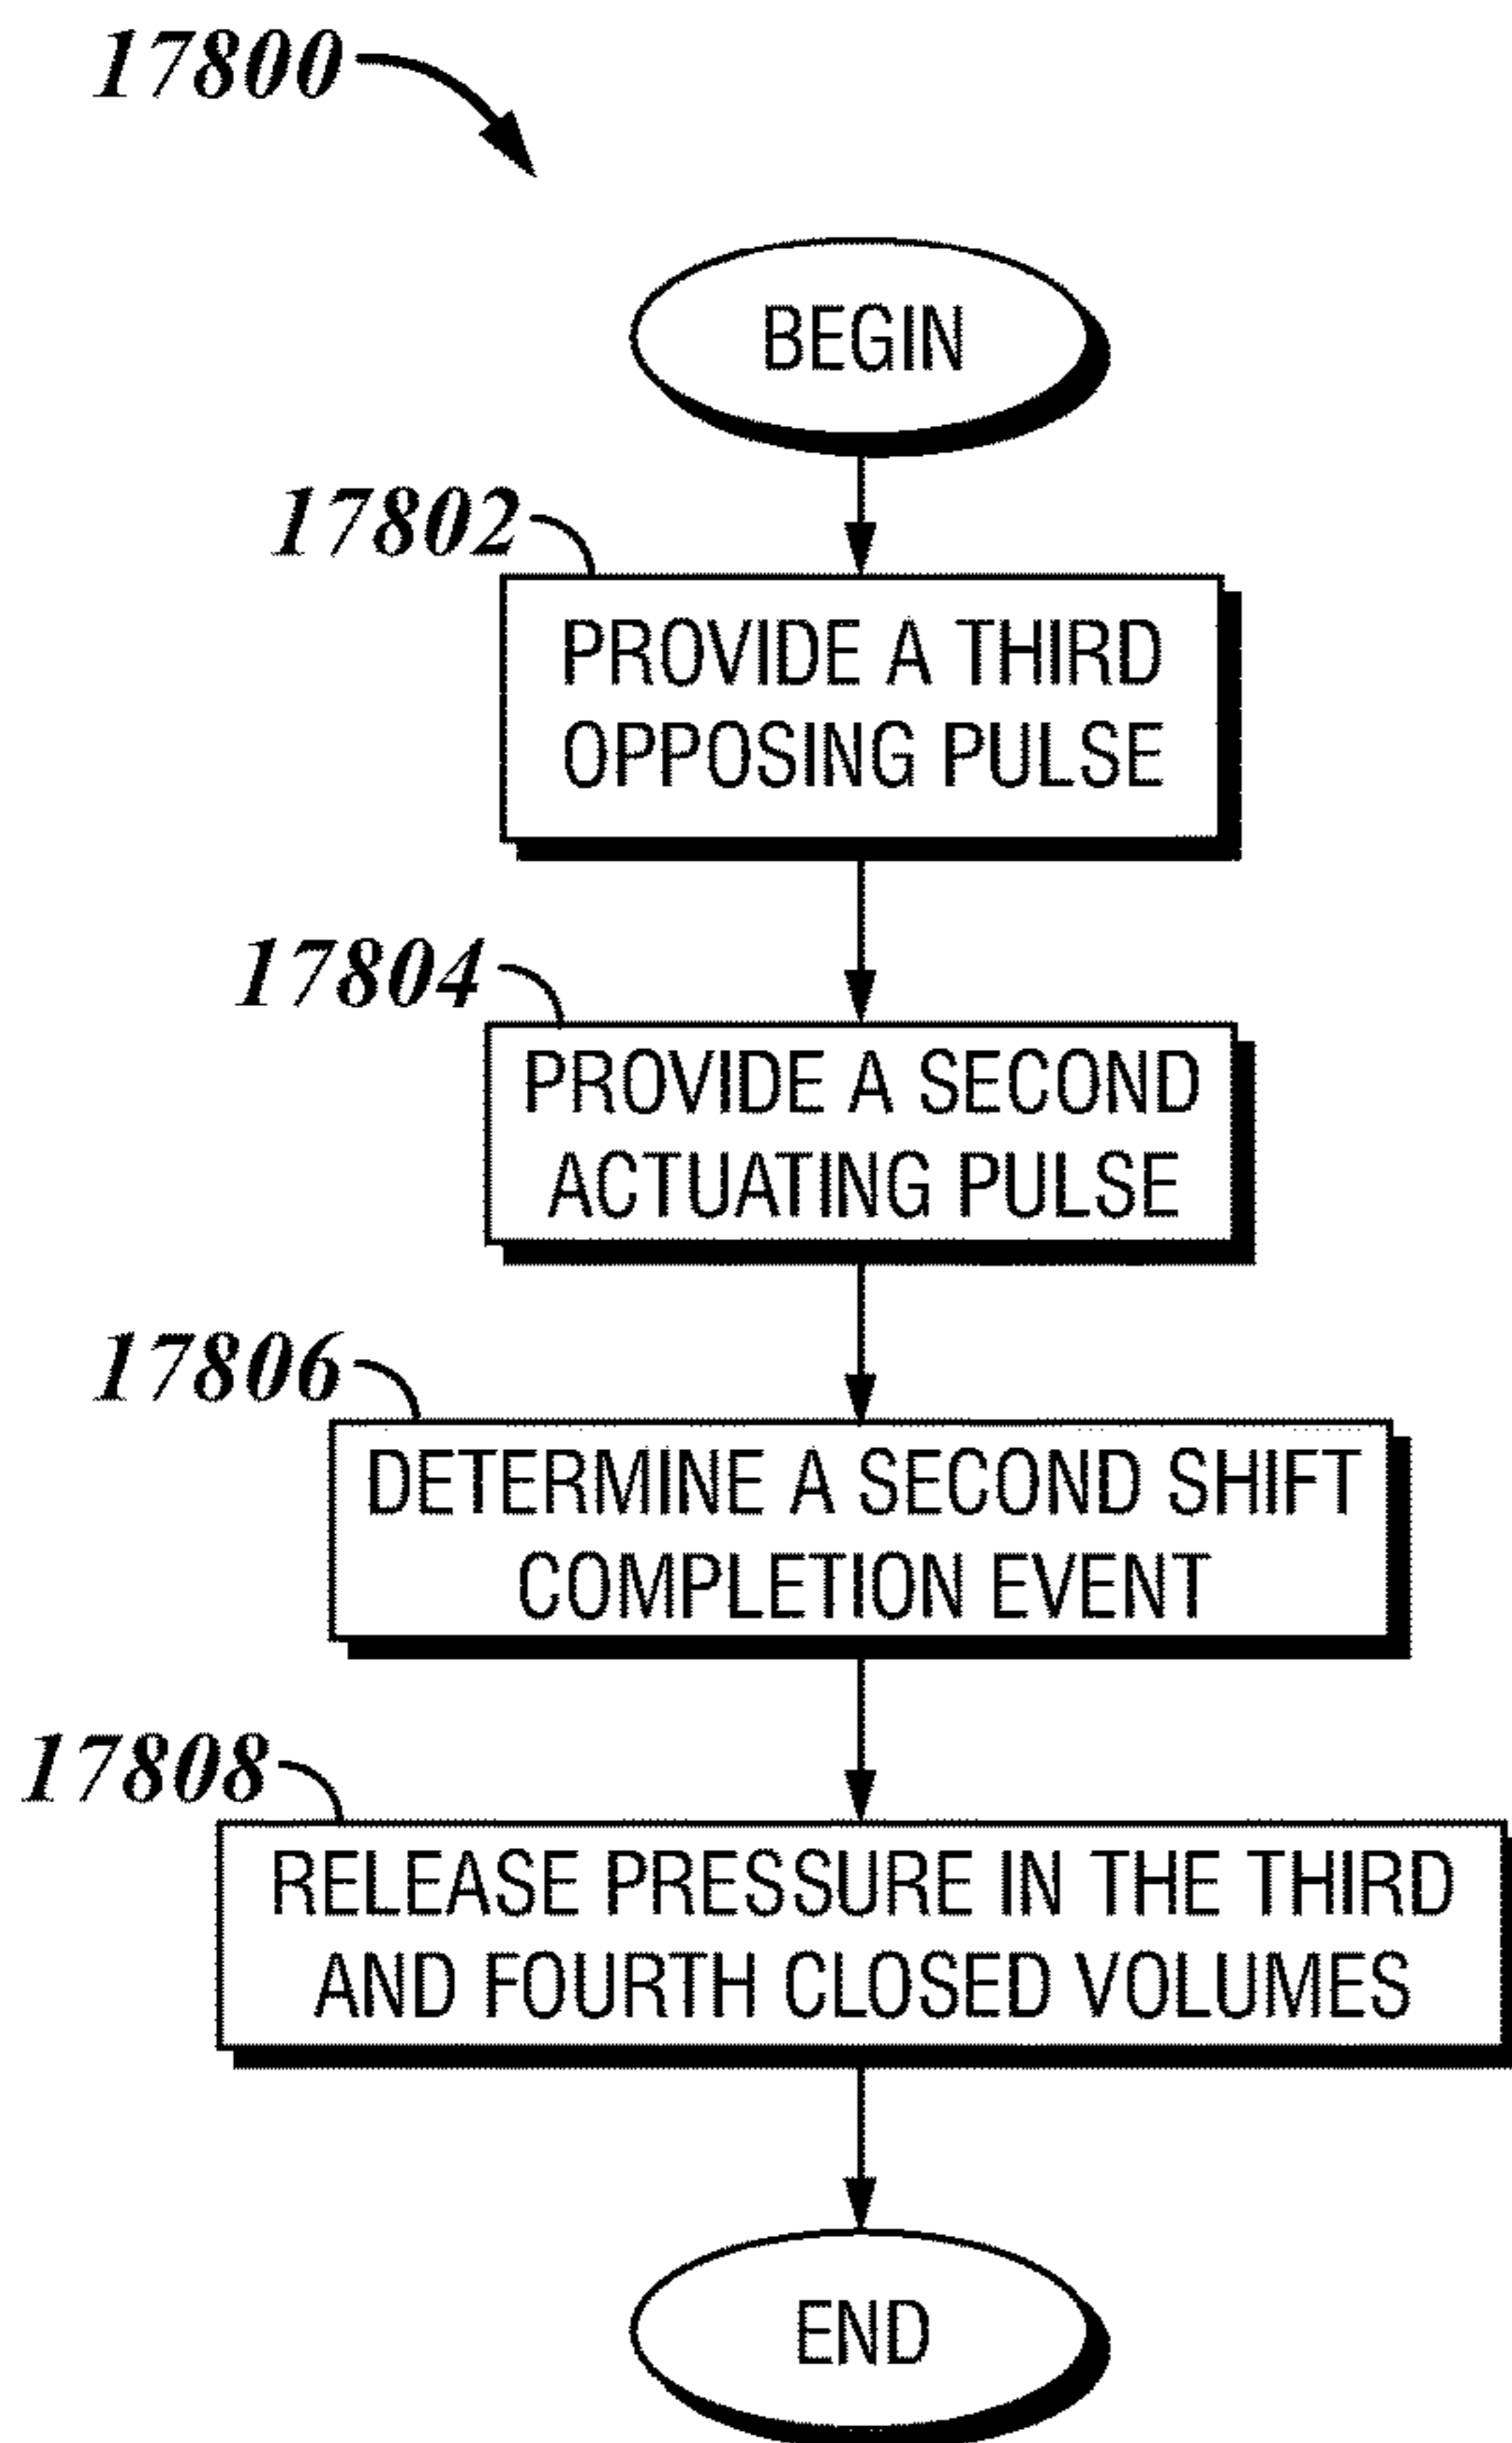 17800
BEGIN
17802
PROVIDE A THIRD
OPPOSING PULSE
17804
PROVIDE A SECOND
ACTUATING PULSE
17806
DETERMINE A SECOND SHIFT
COMPLETION EVENT
17808
RELEASE PRESSURE IN THE THIRD
AND FOURTH CLOSED VOLUMES
END